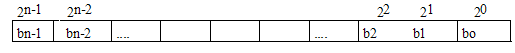 2n-1 2n-2 2² 2¹ 2⁰
bn-1 bn-2 .... .... b2 b1 bo